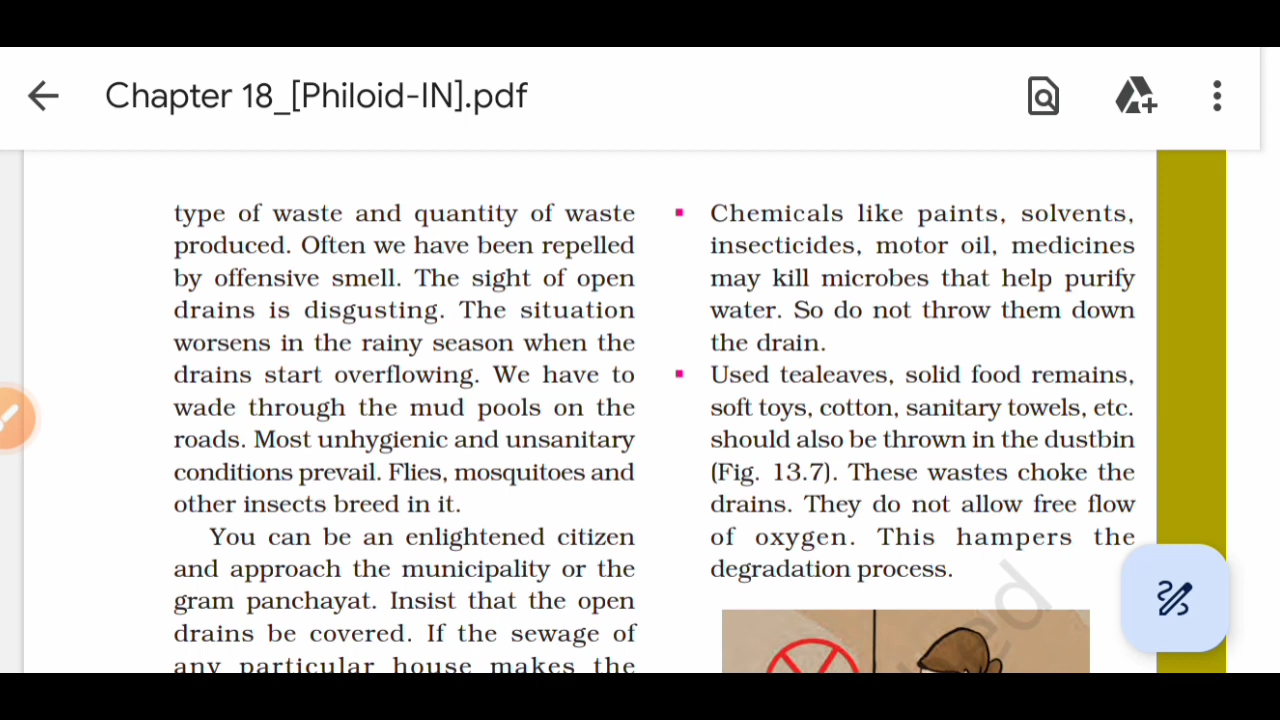 Chapter 18_[Philoid-IN].pdf
type of waste and quantity of waste
produced. Often we have been repelled
by offensive smell. The sight of open
drains is disgusting. The situation
worsens in the rainy season when the
drains start overflowing. We have to
wade through the mud pools on the
roads. Most unhygienic and unsanitary
conditions prevail. Flies, mosquitoes and
other insects breed in it.
You can be an enlightened citizen
and approach the municipality or the
gram panchayat. Insist that the open
drains be covered. If the sewage of
any particular house makes the
Chemicals like paints, solvents,
insecticides, motor oil, medicines
may kill microbes that help purify
water. So do not throw them down
the drain.
Used tealeaves, solid food remains,
soft toys, cotton, sanitary towels, etc.
should also be thrown in the dustbin
(Fig. 13.7). These wastes choke the
drains. They do not allow free flow
of oxygen. This hampers the
degradation process.